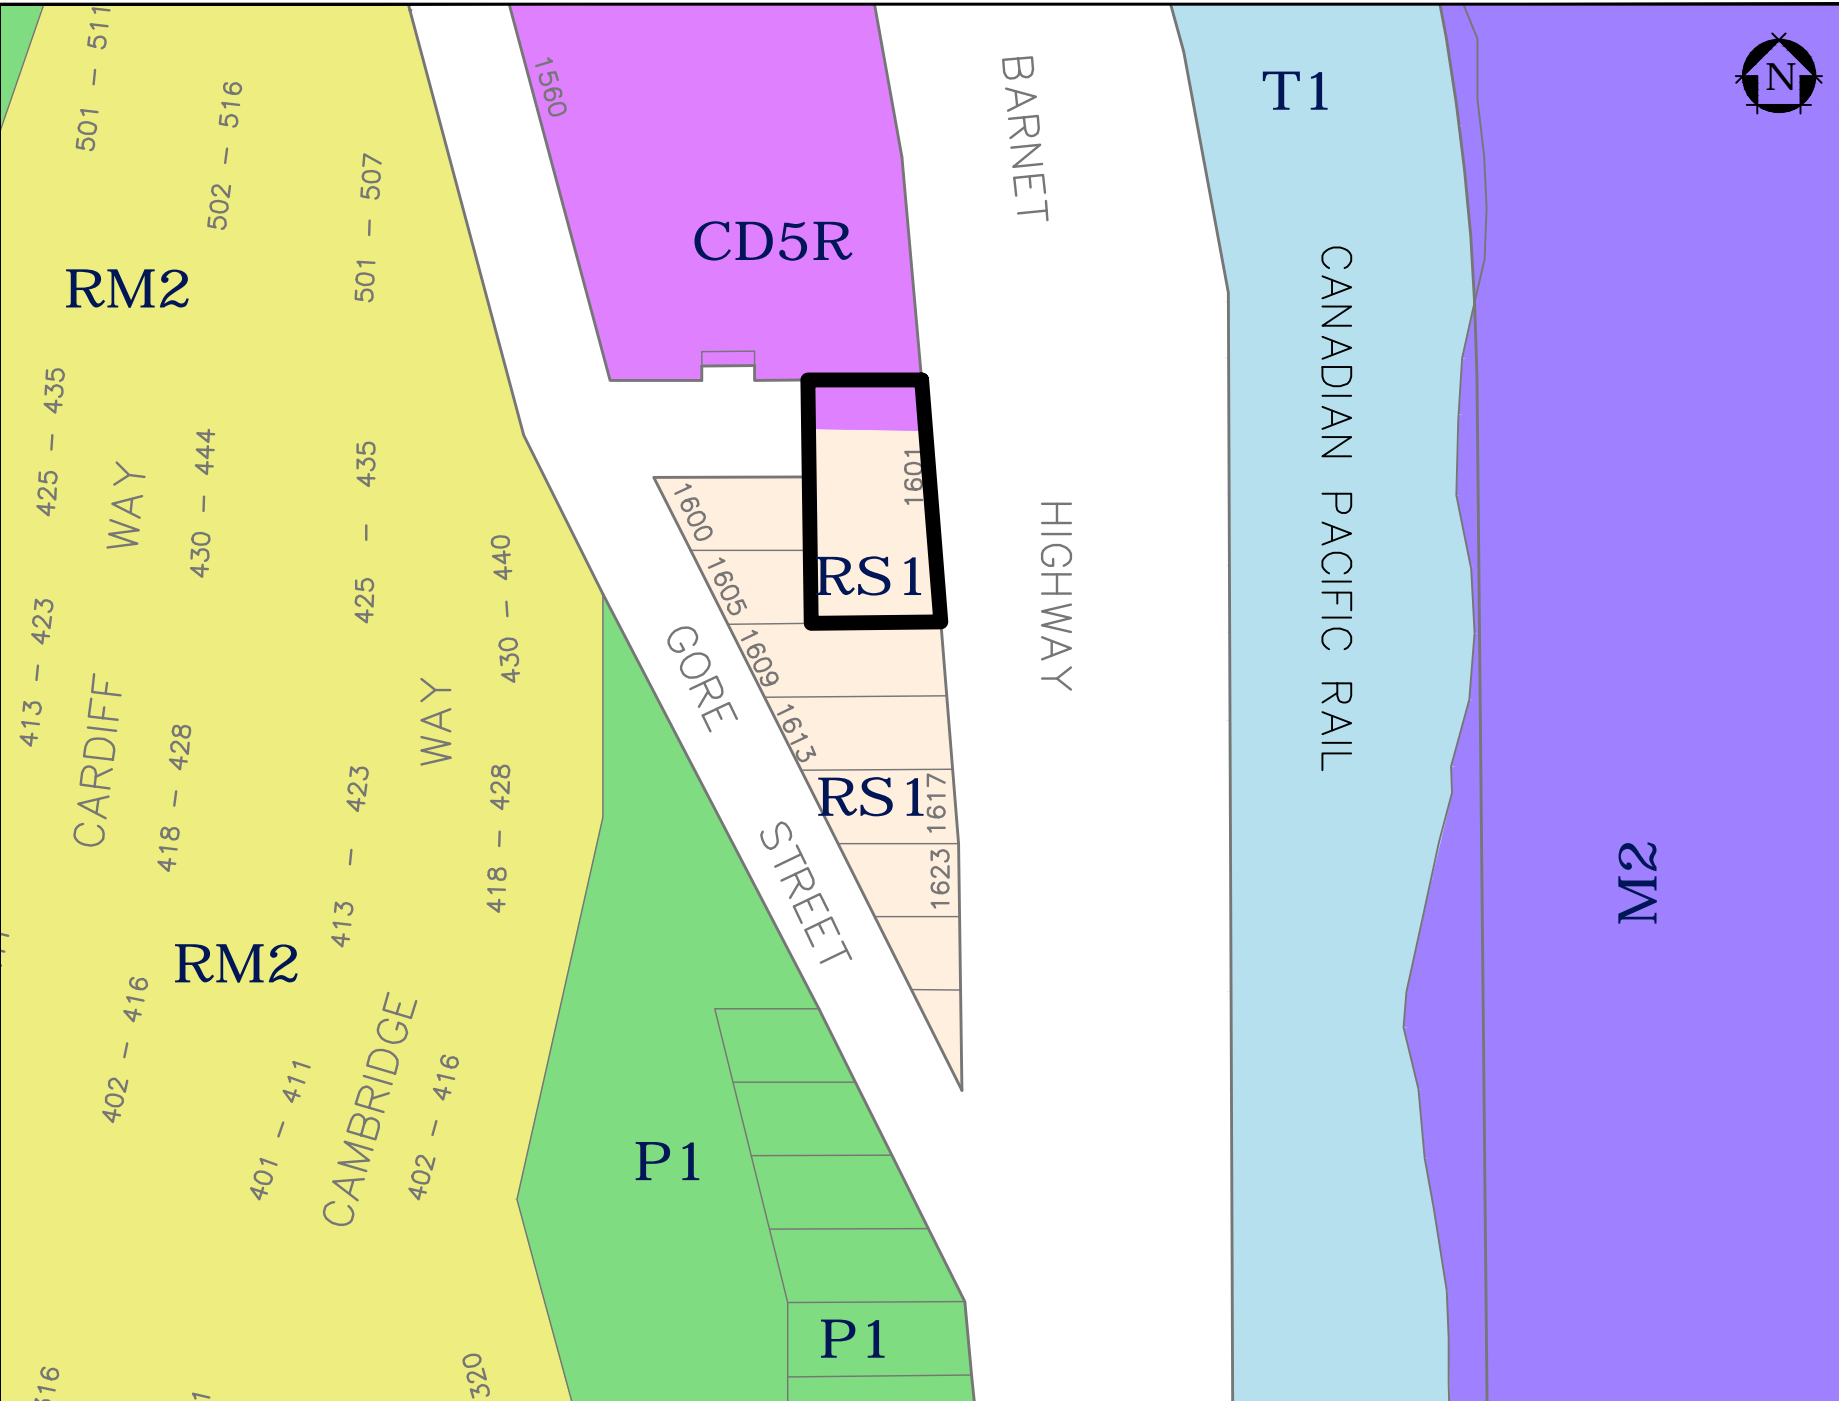 501 - 511
502 - 516
501 - 507
1560
BARNET
T1
N
CD5R
RM2
CANADIAN PACIFIC RAIL
425 - 435
WAY
430 - 444
425 - 435
430 - 440
1600
1601
HIGHWAY
RS1
1605
1609
GORE
413 - 423
CARDIFF
418 - 428
WAY
413 - 423
418 - 428
1613
RS1
1617
STREET
1623
M2
RM2
402 - 416
401 - 411
CAMBRIDGE
402 - 416
P1
P1
320